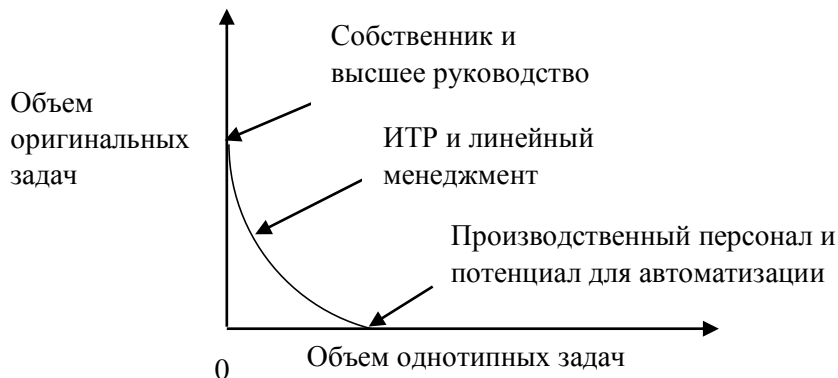 Собственник и
высшее руководство
Объем
оригинальных
задач
ИТР и линейный
менеджмент
Производственный персонал и
потенциал для автоматизации
0
Объем однотипных задач